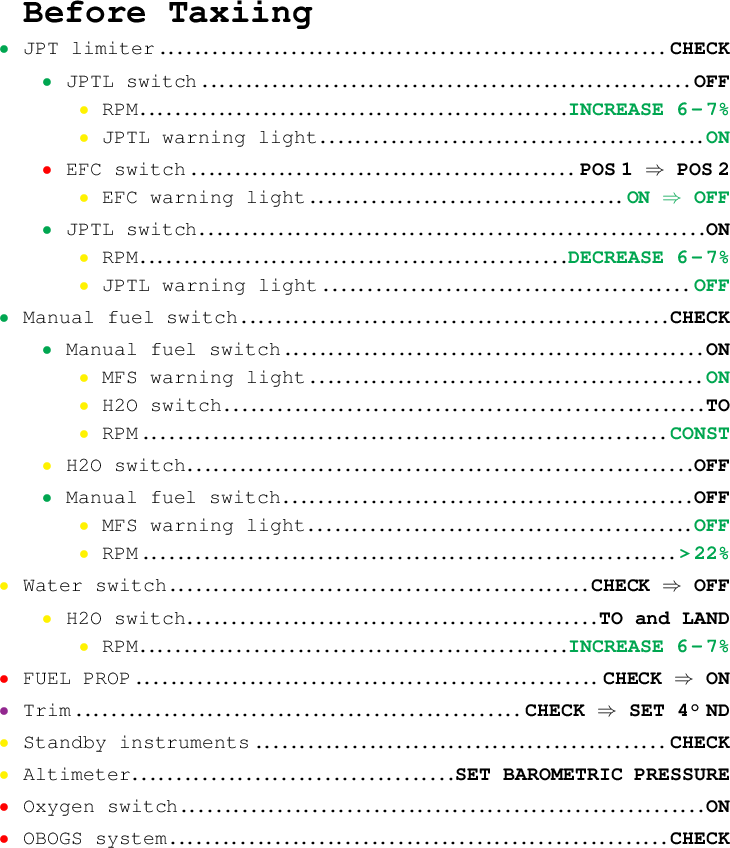 Before Taxiing
JPT limiter ... CHECK
JPTL switch ... OFF
RPM ... INCREASE 6-7%
JPTL warning light ... ON
EFC switch ... POS 1 ⇒ POS 2
EFC warning light ... ON ⇒ OFF
JPTL switch ... ON
RPM ... DECREASE 6-7%
JPTL warning light ... OFF
Manual fuel switch ... CHECK
Manual fuel switch ... ON
MFS warning light ... ON
H2O switch ... TO
RPM ... CONST
H2O switch ... OFF
Manual fuel switch ... OFF
MFS warning light ... OFF
RPM ... >22%
Water switch ... CHECK ⇒ OFF
H2O switch ... TO and LAND
RPM ... INCREASE 6-7%
FUEL PROP ... CHECK ⇒ ON
Trim ... CHECK ⇒ SET 4° ND
Standby instruments ... CHECK
Altimeter ... SET BAROMETRIC PRESSURE
Oxygen switch ... ON
OBOGS system ... CHECK